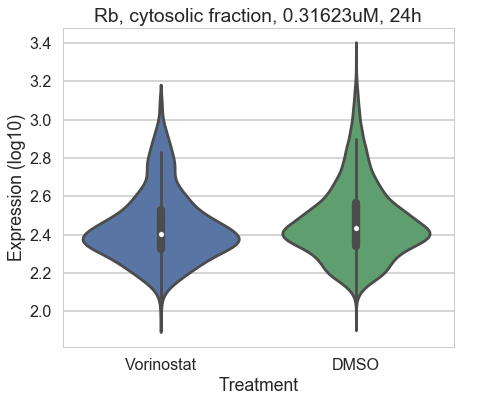 Rb, cytosolic fraction, 0.31623uM, 24h
3.4
3.2
3.0
2.8
2.6
2.4
2.2
2.0
Expression (log10)
Vorinostat
DMSO
Treatment